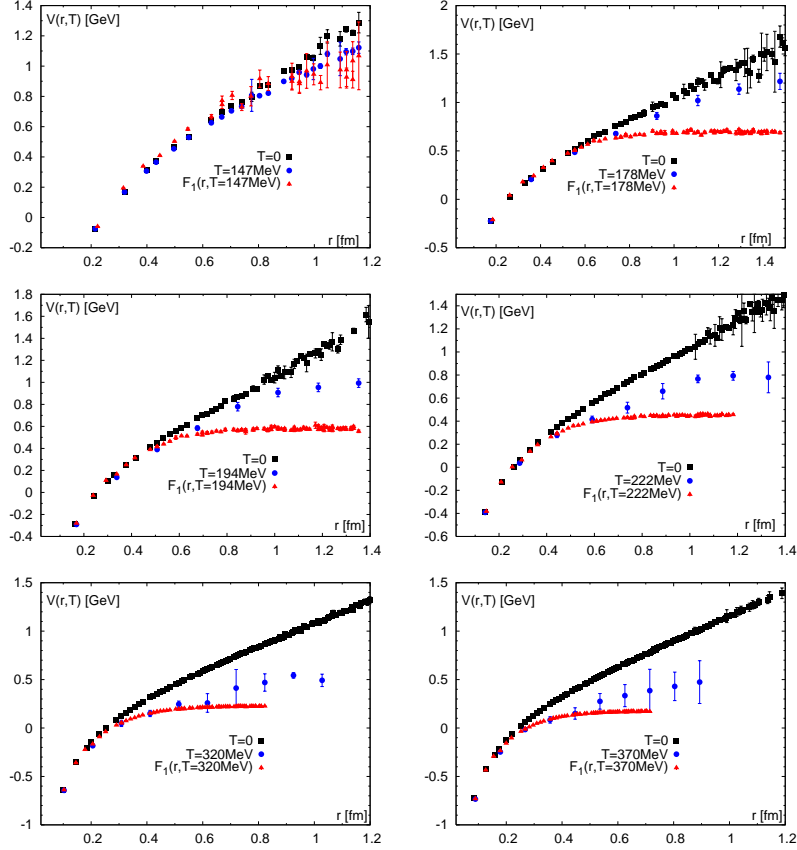 V(r,T) [GeV]
1.4
1.2
1
0.8
0.6
0.4
0.2
0
-0.2
T=0
T=147MeV
F1(r,T=147MeV)
r [fm]
0.2 0.4 0.6 0.8 1 1.2
V(r,T) [GeV]
2
1.5
1
0.5
0
-0.5
T=0
T=178MeV
F1(r,T=178MeV)
r [fm]
0.2 0.4 0.6 0.8 1 1.2 1.4
V(r,T) [GeV]
1.8
1.6
1.4
1.2
1
0.8
0.6
0.4
0.2
0
-0.2
-0.4
T=0
T=194MeV
F1(r,T=194MeV)
r [fm]
0.2 0.4 0.6 0.8 1 1.2 1.4
V(r,T) [GeV]
1.4
1.2
1
0.8
0.6
0.4
0.2
0
-0.2
-0.4
-0.6
T=0
T=222MeV
F1(r,T=222MeV)
r [fm]
0.2 0.4 0.6 0.8 1 1.2 1.4
V(r,T) [GeV]
1.5
1
0.5
0
-0.5
-1
T=0
T=320MeV
F1(r,T=320MeV)
r [fm]
0.2 0.4 0.6 0.8 1 1.2
V(r,T) [GeV]
1.5
1
0.5
0
-0.5
-1
T=0
T=370MeV
F1(r,T=370MeV)
r [fm]
0.2 0.4 0.6 0.8 1 1.2